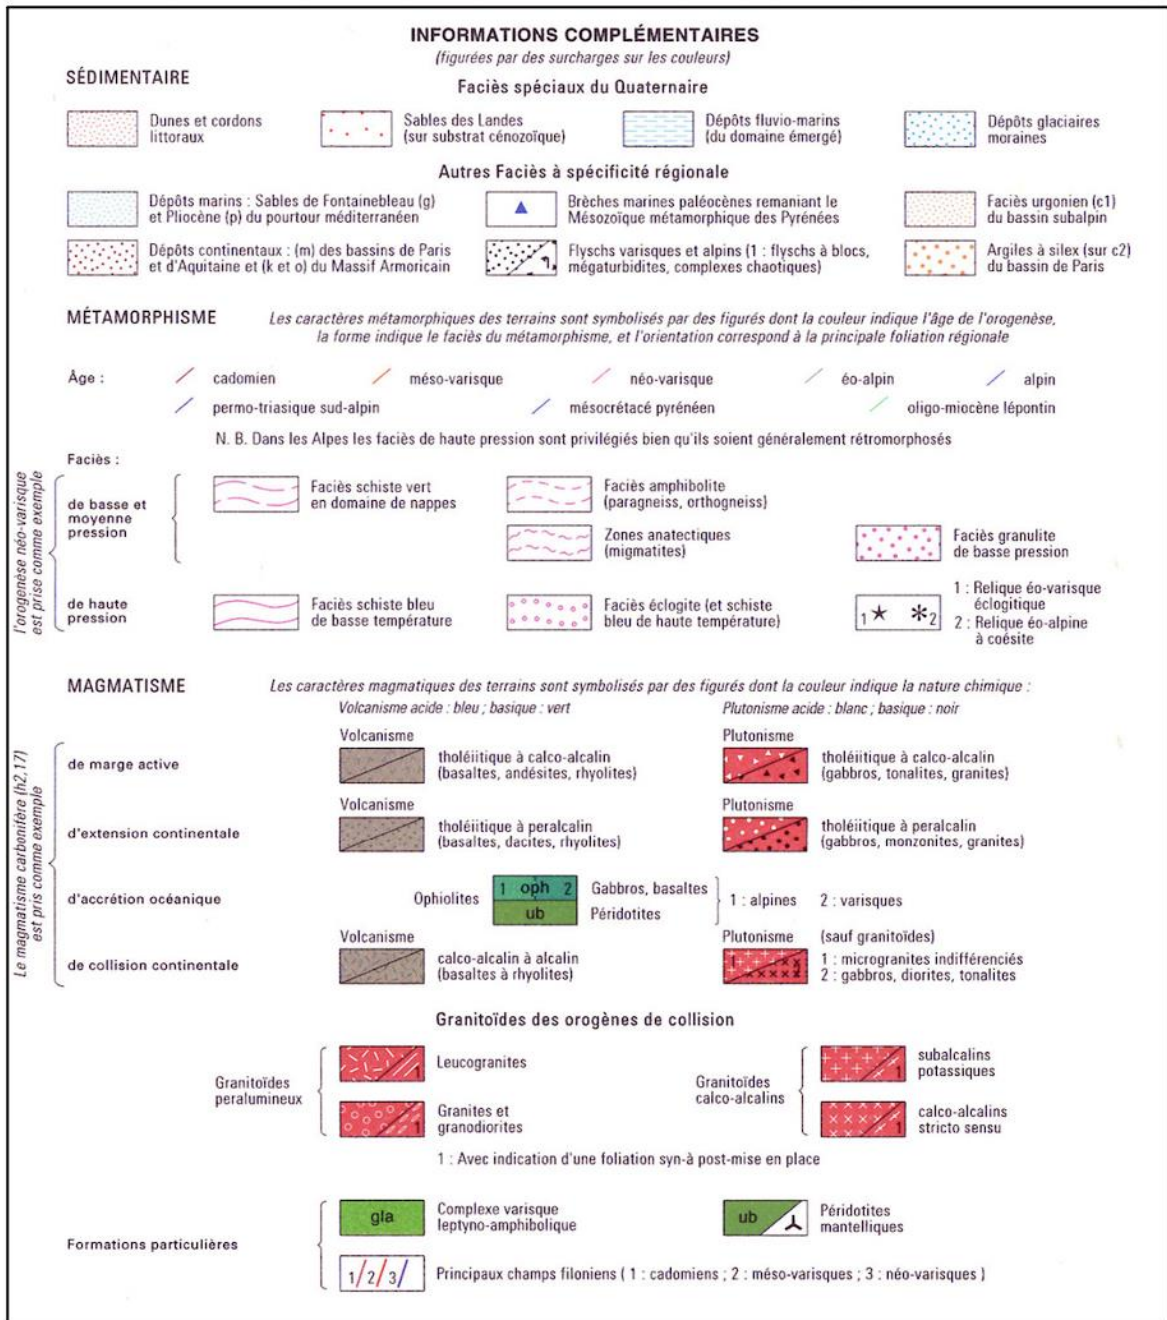 INFORMATIONS COMPLÉMENTAIRES
(figurées par des surcharges sur les couleurs)
SÉDIMENTAIRE
Faciès spéciaux du Quaternaire
Dunes et cordons
littoraux
Sables des Landes
(sur substrat cénozoïque)
Dépôts fluvio-marins
(du domaine émergé)
Dépôts glaciaires
moraines
Autres Faciès à spécificité régionale
Dépôts marins : Sables de Fontainebleau (g)
et Pliocène (p) du pourtour méditerranéen
Brèches marines paléocènes remaniant le
Mésozoïque métamorphique des Pyrénées
Faciès urgonien (c1)
du bassin subalpin
Dépôts continentaux : (m) des bassins de Paris
et d'Aquitaine et (k et o) du Massif Armoricain
1
Flyschs varisques et alpins (1 : flyschs à blocs,
mégaturbidites, complexes chaotiques)
Argiles à silex (sur c2)
du bassin de Paris
MÉTAMORPHISME
Les caractères métamorphiques des terrains sont symbolisés par des figurés dont la couleur indique l'âge de l'orogenèse,
la forme indique le faciès du métamorphisme, et l'orientation correspond à la principale foliation régionale
Âge :
cadomien
méso-varisque
néo-varisque
éo-alpin
alpin
permo-triasique sud-alpin
mésocrétacé pyrénéen
oligo-miocène lépontin
N. B. Dans les Alpes les faciès de haute pression sont privilégiés bien qu'ils soient généralement rétromorphosés
Faciès :
l'orogenèse néo-varisque
est prise comme exemple
de basse et
moyenne
pression
Faciès schiste vert
en domaine de nappes
Faciès amphibolite
(paragneiss, orthogneiss)
Zones anatectiques
(migmatites)
Faciès granulite
de basse pression
de haute
pression
Faciès schiste bleu
de basse température
Faciès éclogite (et schiste
bleu de haute température)
1 ★ ✻ 2
1 : Relique éo-varisque
éclogitique
2 : Relique éo-alpine
à coésite
MAGMATISME
Les caractères magmatiques des terrains sont symbolisés par des figurés dont la couleur indique la nature chimique :
Volcanisme acide : bleu ; basique : vert
Plutonisme acide : blanc ; basique : noir
Le magmatisme carbonifère (h2,17)
est pris comme exemple
de marge active
Volcanisme
tholéiitique à calco-alcalin
(basaltes, andésites, rhyolites)
Plutonisme
tholéiitique à calco-alcalin
(gabbros, tonalites, granites)
d'extension continentale
Volcanisme
tholéiitique à peralcalin
(basaltes, dacites, rhyolites)
Plutonisme
tholéiitique à peralcalin
(gabbros, monzonites, granites)
d'accrétion océanique
Ophiolites
1 oph 2
ub
Gabbros, basaltes
Péridotites
1 : alpines 2 : varisques
de collision continentale
Volcanisme
calco-alcalin à alcalin
(basaltes à rhyolites)
Plutonisme (sauf granitoïdes)
1
1 : microgranites indifférenciés
2 : gabbros, diorites, tonalites
Granitoïdes des orogènes de collision
Granitoïdes
peralumineux
1
Leucogranites
1
Granites et
granodiorites
Granitoïdes
calco-alcalins
1
subalcalins
potassiques
1
calco-alcalins
stricto sensu
1 : Avec indication d'une foliation syn-à post-mise en place
Formations particulières
gla
Complexe varisque
leptyno-amphibolique
ub
Péridotites
mantelliques
1/2/3/
Principaux champs filoniens ( 1 : cadomiens ; 2 : méso-varisques ; 3 : néo-varisques )